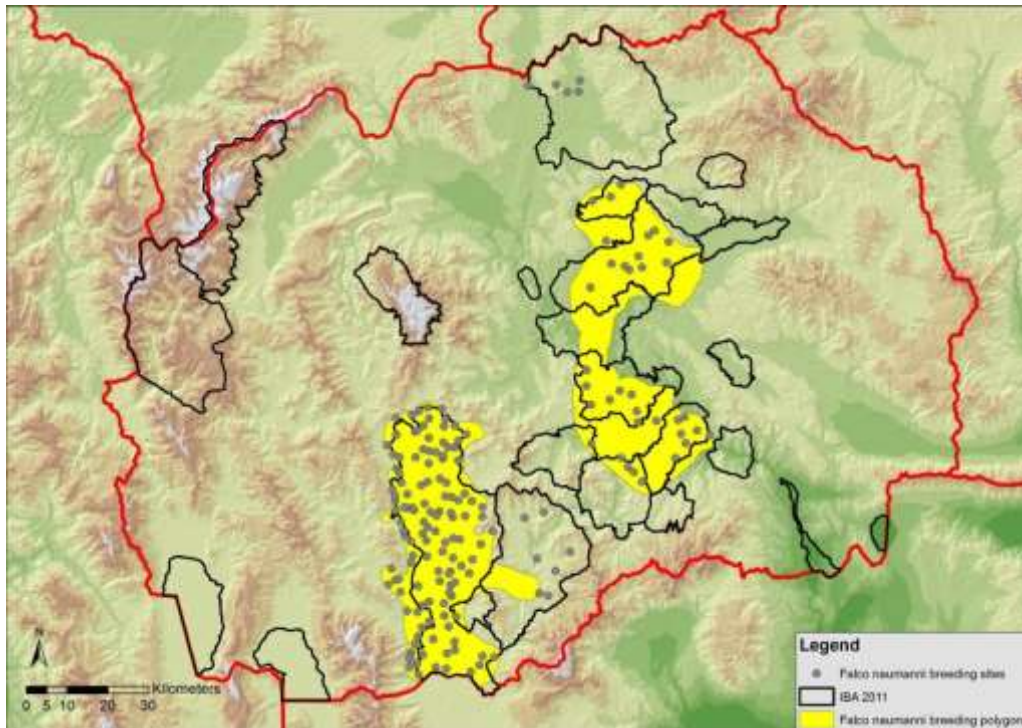 N
Kilometers
0 5 10 20 30
Legend
Falco naumanni breeding sites
IBA 2011
Falco naumanni breeding polygon